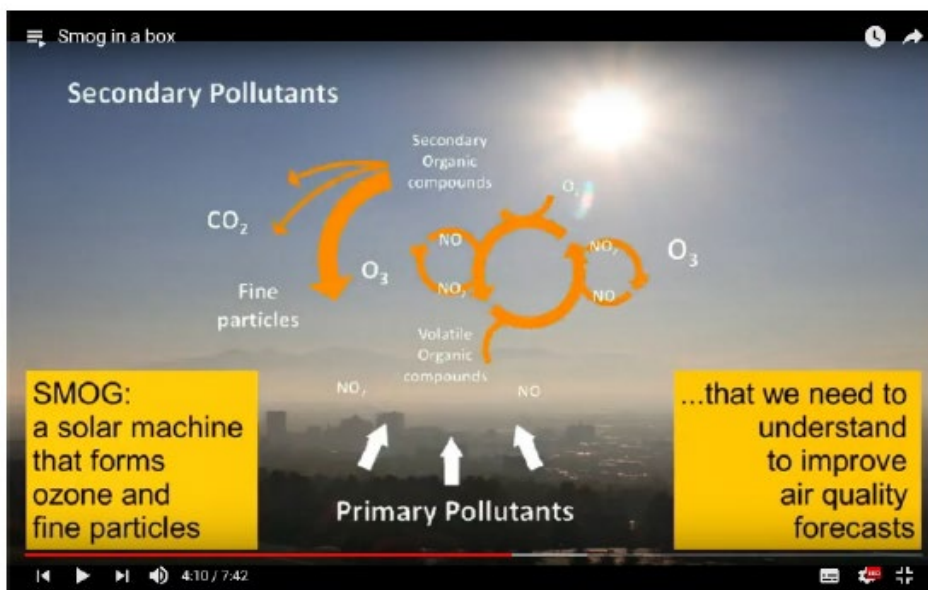 Smog in a box
Secondary Pollutants
Secondary
Organic
compounds
O₂
CO₂
NO
NO₂
O₃
O₃
NO₂
NO
Fine
particles
Volatile
Organic
compounds
NO₂
NO
SMOG:
a solar machine
that forms
ozone and
fine particles
...that we need to
understand
to improve
air quality
forecasts
Primary Pollutants
4:10 / 7:42